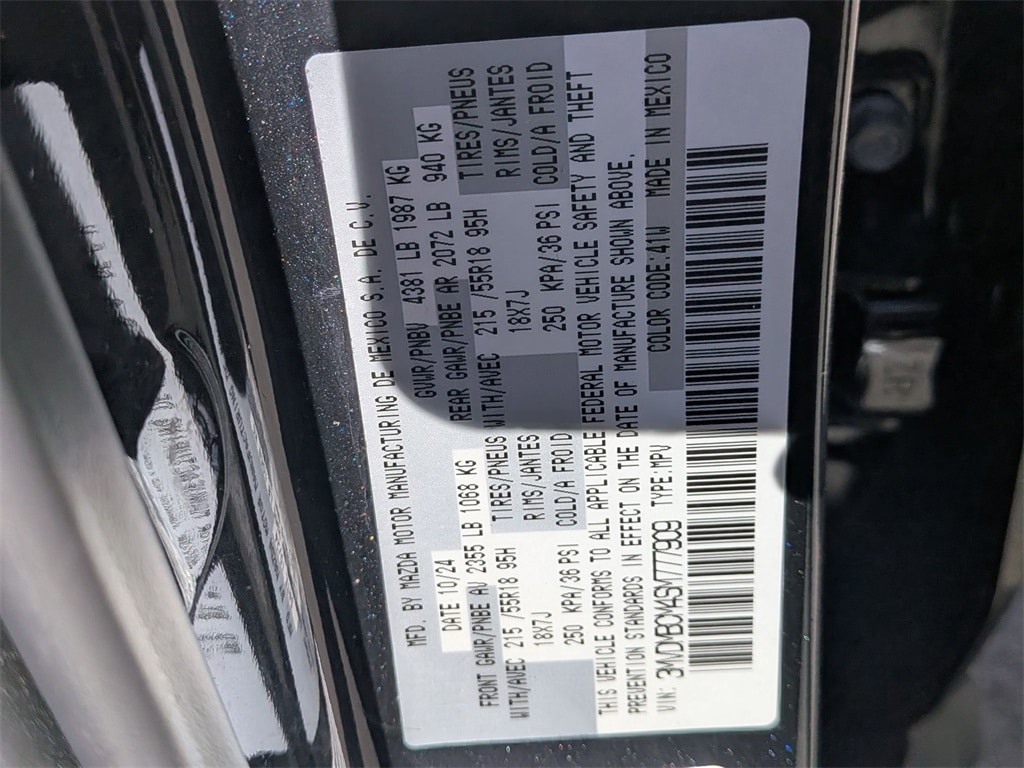 MFD. BY MAZDA MOTOR MANUFACTURING DE MEXICO S.A. DE C.V.
DATE 10/24 GVWR/PNBV 4381 LB 1987 KG
FRONT GAWR/PNBE AV 2355 LB 1068 KG REAR GAWR/PNBE AR 2072 LB 940 KG
WITH/AVEC 215 /55R18 95H TIRES/PNEUS WITH/AVEC 215 /55R18 95H TIRES/PNEUS
18X7J RIMS/JANTES 18X7J RIMS/JANTES
250 KPA/36 PSI COLD/A FROID 250 KPA/36 PSI COLD/A FROID
THIS VEHICLE CONFORMS TO ALL APPLICABLE FEDERAL MOTOR VEHICLE SAFETY AND THEFT
PREVENTION STANDARDS IN EFFECT ON THE DATE OF MANUFACTURE SHOWN ABOVE.
VIN: 3MVDMBCM4SM777909 TYPE:MPV COLOR CODE:41W MADE IN MEXICO